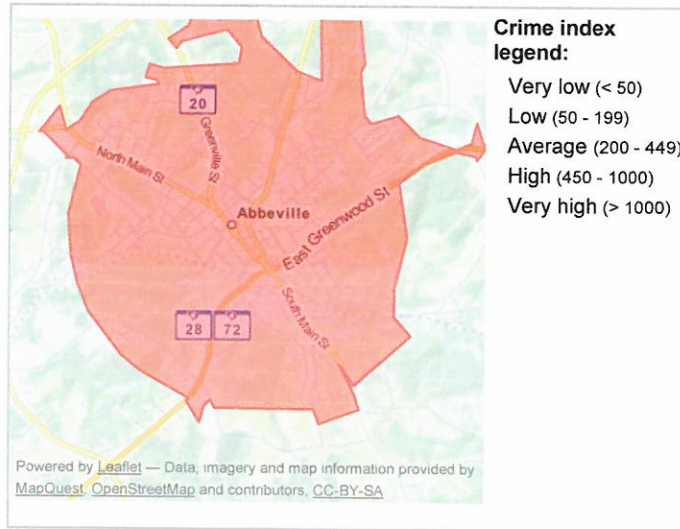 Crime index
legend:
Very low (< 50)
Low (50 - 199)
Average (200 - 449)
High (450 - 1000)
Very high (> 1000)
20
Greenville St
North Main St
Abbeville
East Greenwood St
South Main St
28 72
Powered by Leaflet — Data, imagery and map information provided by
MapQuest, OpenStreetMap and contributors, CC-BY-SA